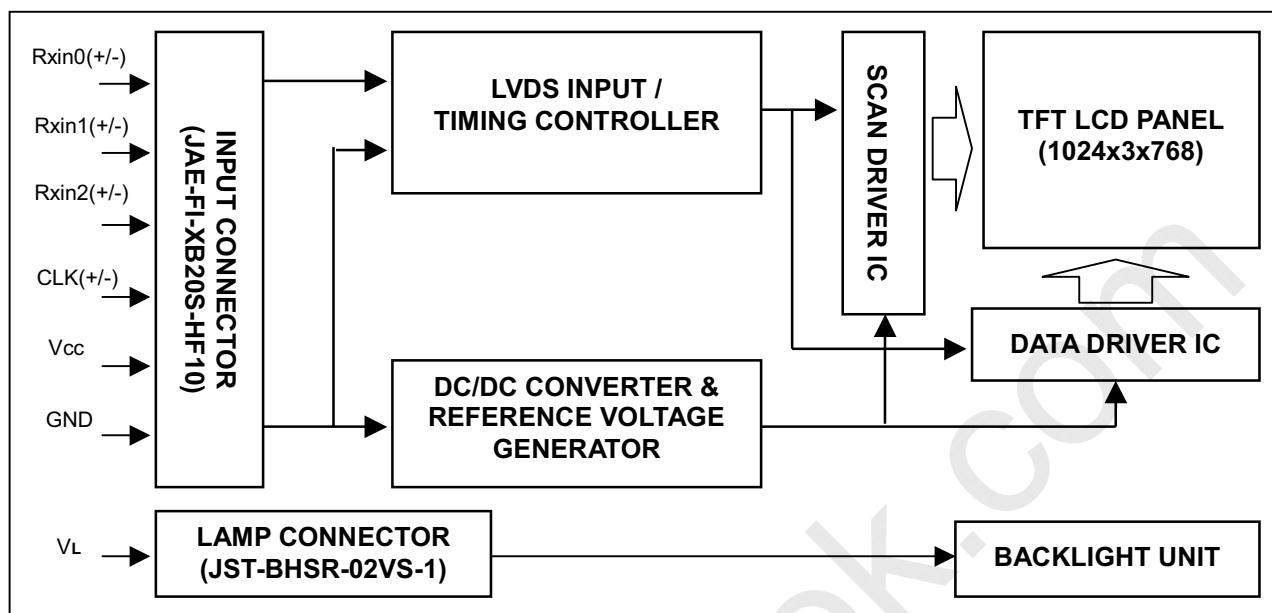 Rxin0(+/-)
Rxin1(+/-)
Rxin2(+/-)
CLK(+/-)
Vcc
GND
VL
INPUT CONNECTOR
(JAE-FI-XB20S-HF10)
LVDS INPUT /
TIMING CONTROLLER
DC/DC CONVERTER &
REFERENCE VOLTAGE
GENERATOR
SCAN DRIVER IC
TFT LCD PANEL
(1024x3x768)
DATA DRIVER IC
LAMP CONNECTOR
(JST-BHSR-02VS-1)
BACKLIGHT UNIT
ok.com